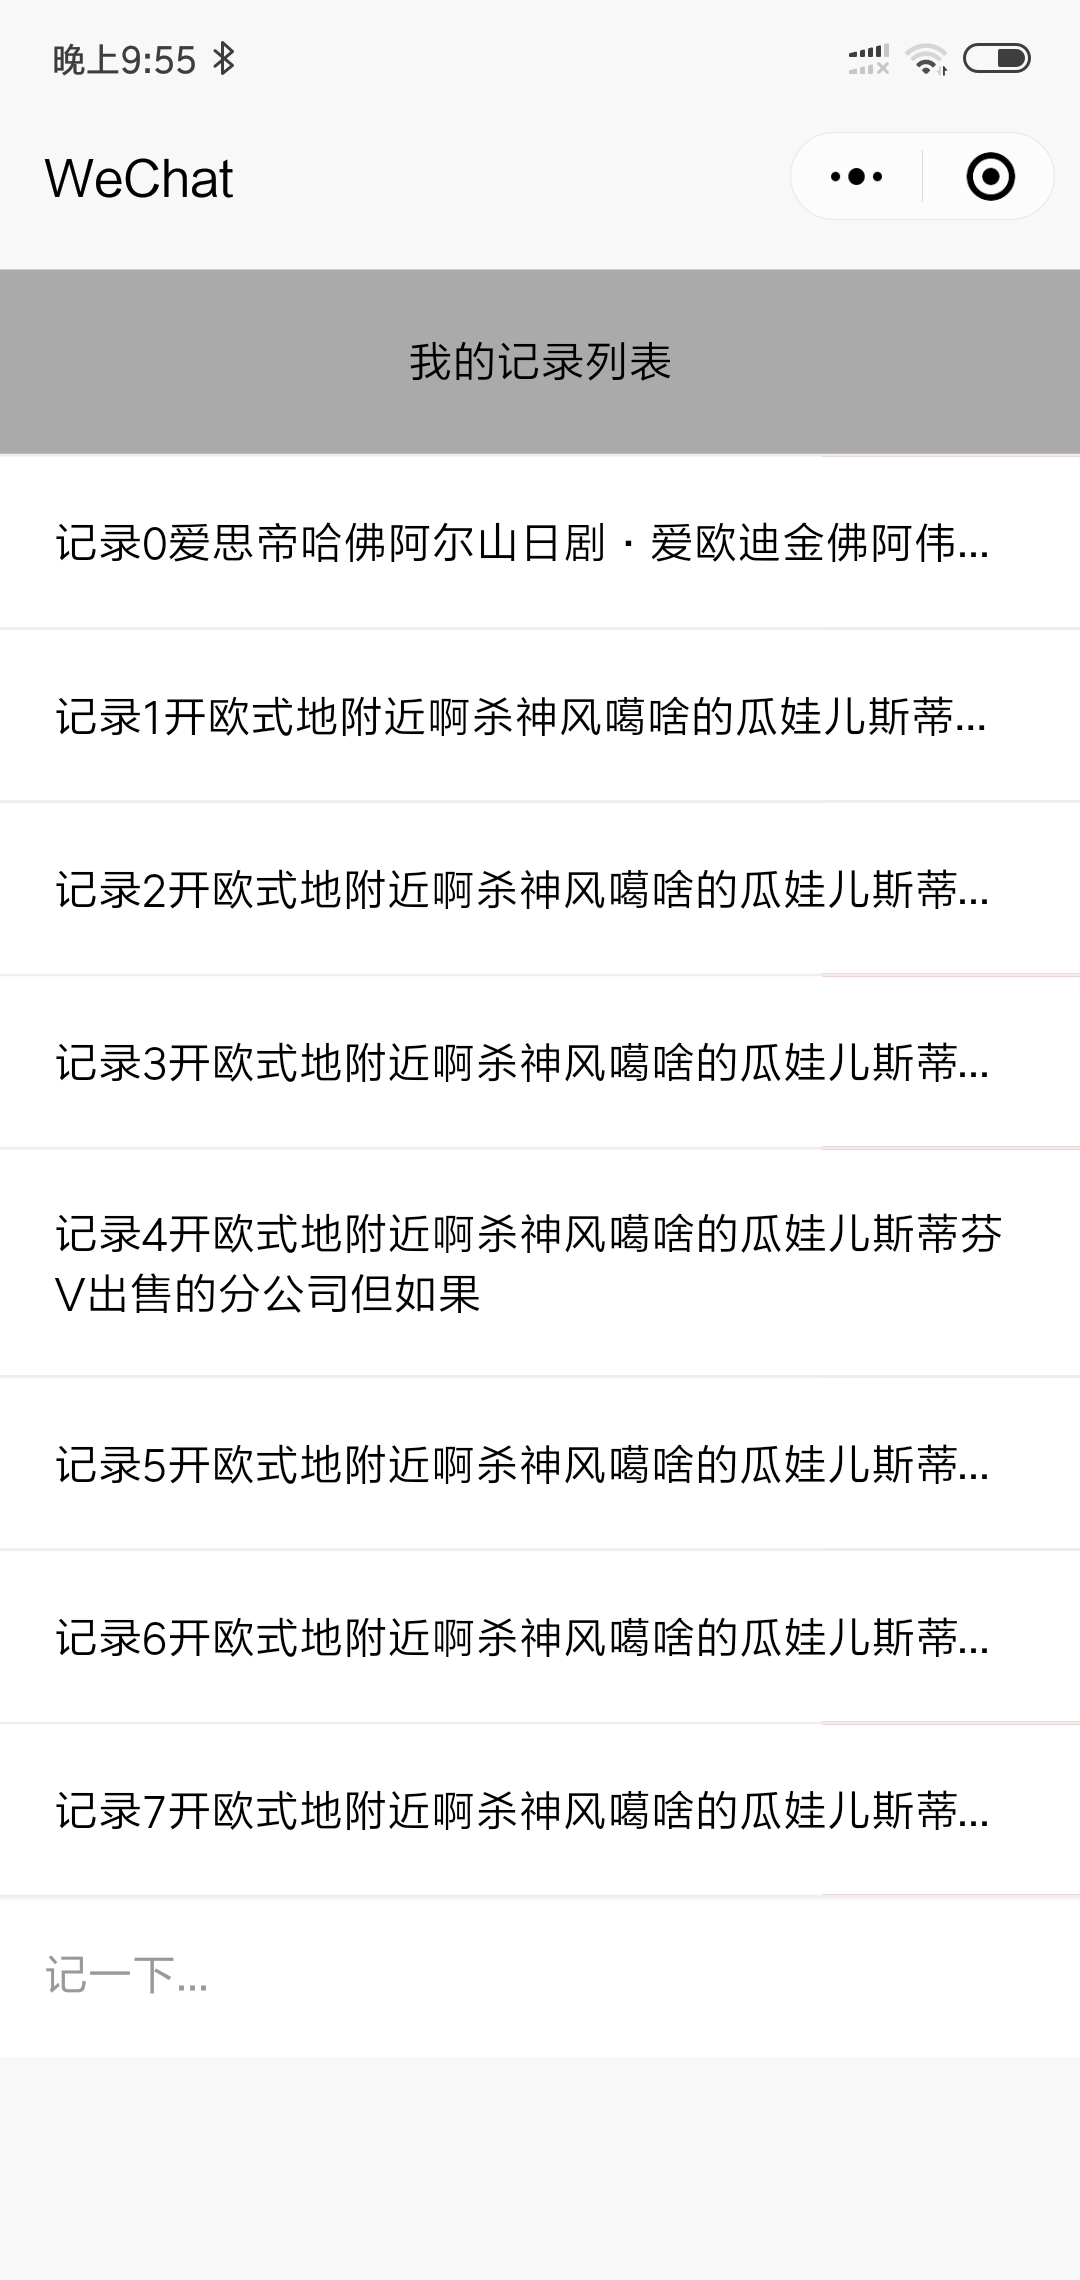 晚上9:55
WeChat
我的记录列表
记录0爱思帝哈佛阿尔山日剧·爱欧迪金佛阿伟...
记录1开欧式地附近啊杀神风噶啥的瓜娃儿斯蒂...
记录2开欧式地附近啊杀神风噶啥的瓜娃儿斯蒂...
记录3开欧式地附近啊杀神风噶啥的瓜娃儿斯蒂...
记录4开欧式地附近啊杀神风噶啥的瓜娃儿斯蒂芬
V出售的分公司但如果
记录5开欧式地附近啊杀神风噶啥的瓜娃儿斯蒂...
记录6开欧式地附近啊杀神风噶啥的瓜娃儿斯蒂...
记录7开欧式地附近啊杀神风噶啥的瓜娃儿斯蒂...
记一下...